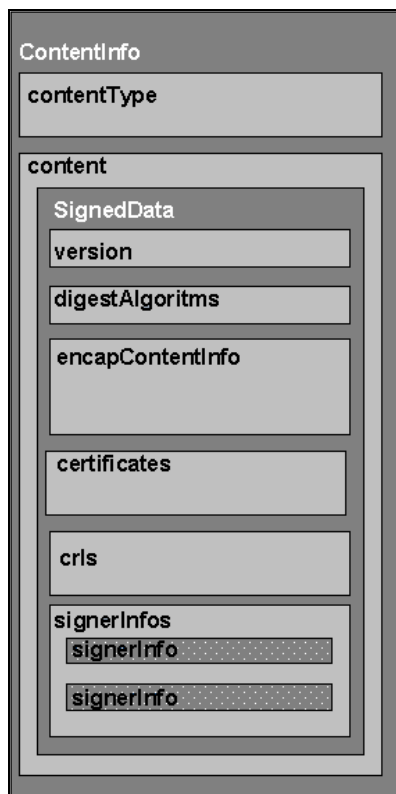 ContentInfo
contentType
content
SignedData
version
digestAlgoritms
encapContentInfo
certificates
crls
signerInfos
signerInfo
signerInfo